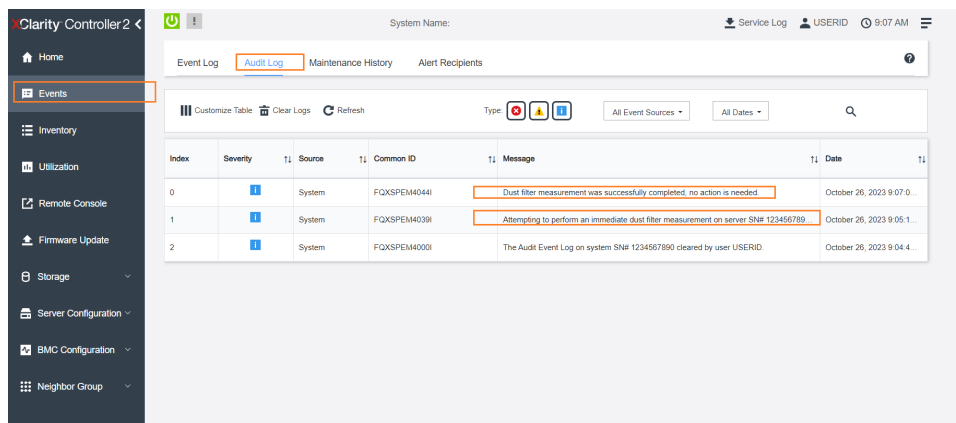 XClarity Controller 2
System Name:
Service Log
USERID
9:07 AM
Home
Events
Inventory
Utilization
Remote Console
Firmware Update
Storage
Server Configuration
BMC Configuration
Neighbor Group
Event Log
Audit Log
Maintenance History
Alert Recipients
Customize Table
Clear Logs
Refresh
Type:
All Event Sources
All Dates
Index Severity Source Common ID Message Date
0 System FQXSPEM4044I Dust filter measurement was successfully completed, no action is needed. October 26, 2023 9:07:0...
1 System FQXSPEM4039I Attempting to perform an immediate dust filter measurement on server SN# 123456789... October 26, 2023 9:05:1...
2 System FQXSPEM4000I The Audit Event Log on system SN# 1234567890 cleared by user USERID. October 26, 2023 9:04:4...